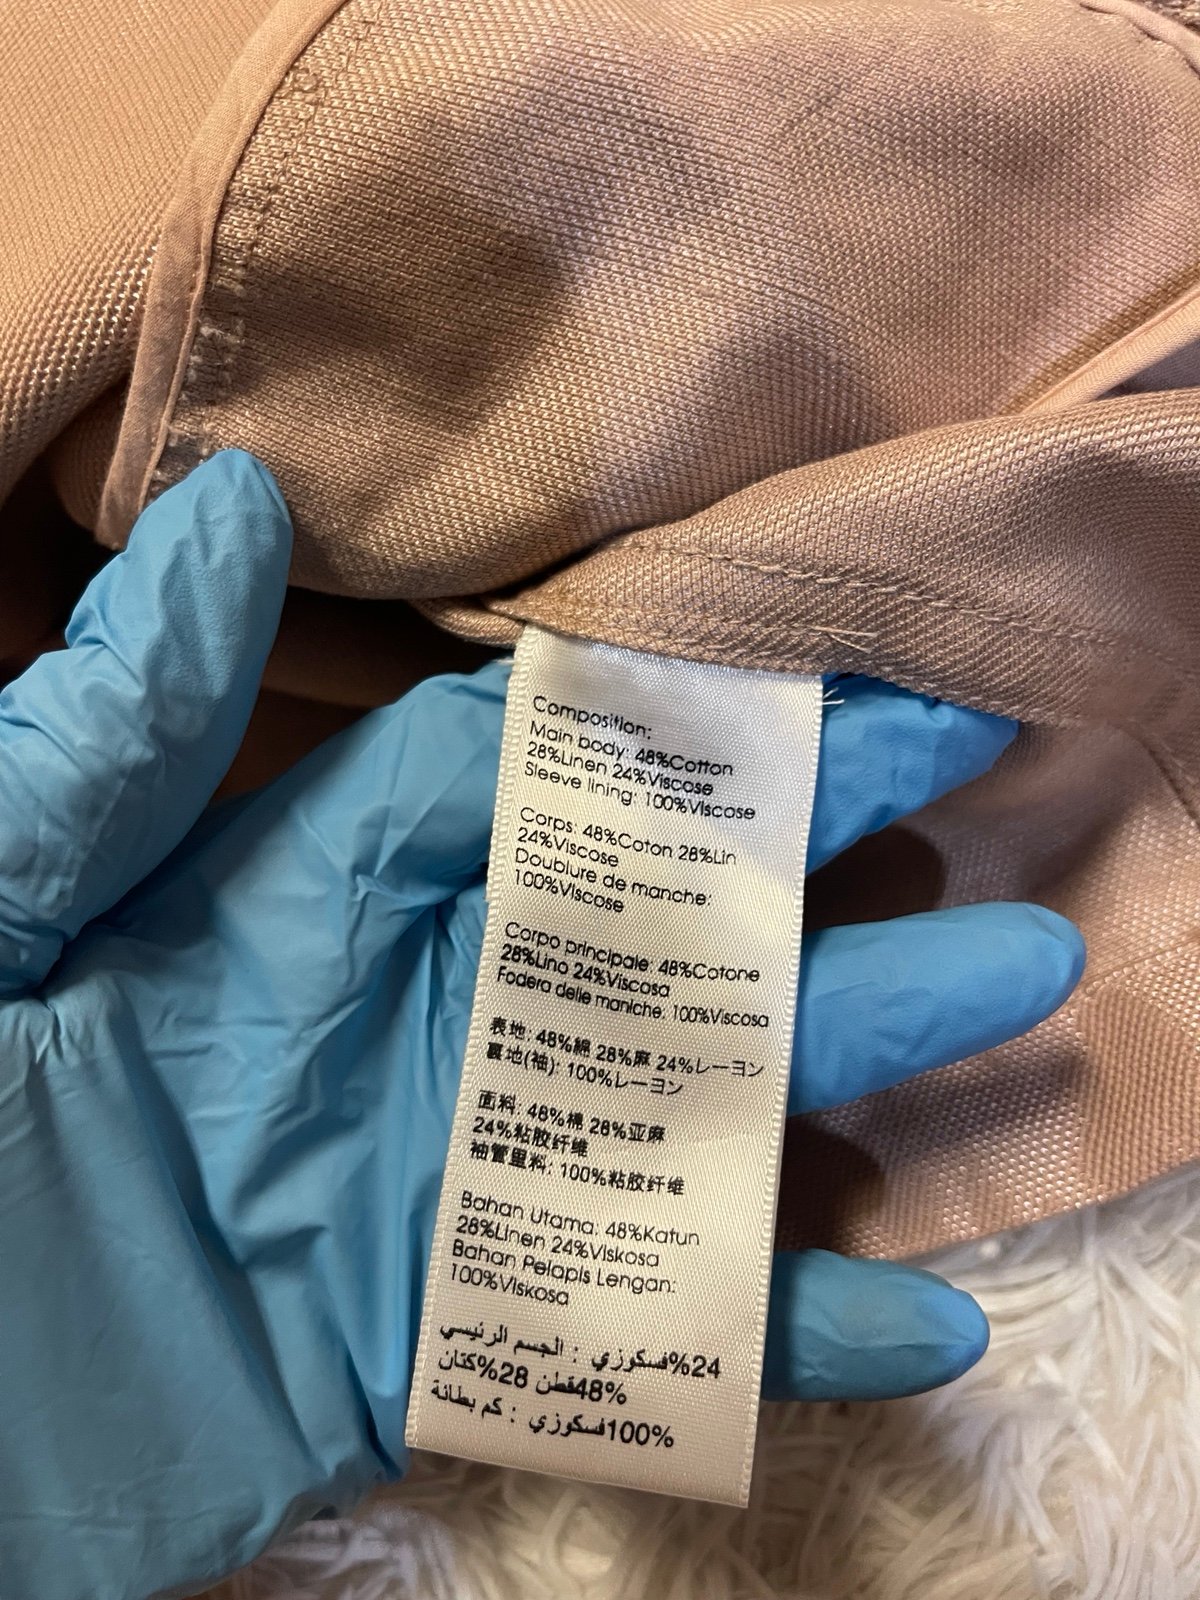 Composition:
Main body: 48%Cotton
28%Linen 24%Viscose
Sleeve lining: 100%Viscose
Corps: 48%Coton 28%Lin
24%Viscose
Doublure de manche:
100%Viscose
Corpo principale: 48%Cotone
28%Lino 24%Viscosa
Fodera delle maniche: 100%Viscosa
表地: 48%綿 28%麻 24%レーヨン
裏地(袖): 100%レーヨン
面料: 48%棉 28%亚麻
24%粘胶纤维
袖管里料: 100%粘胶纤维
Bahan Utama: 48%Katun
28%Linen 24%Viskosa
Bahan Pelapis Lengan:
100%Viskosa
الجسم الرئيسي : فسكوزي%24
48%قطن 28%كتان
كم بطانة : فسكوزي100%